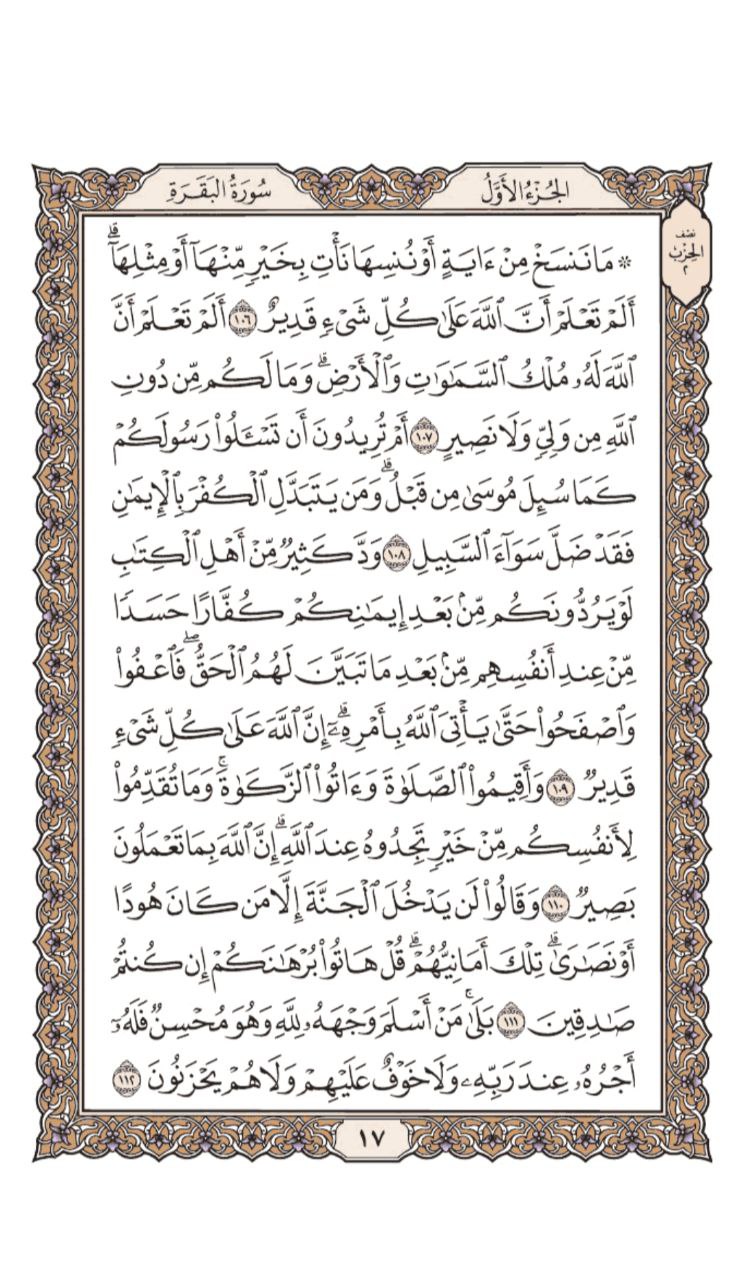 الجُزْءُ الأَوَّلُ
سُورَةُ البَقَرَةِ
نصف
الحِزْب
٢
۞ مَا نَنسَخْ مِنْ ءَايَةٍ أَوْ نُنسِهَا نَأْتِ بِخَيْرٍ مِّنْهَآ أَوْ مِثْلِهَآۗ
أَلَمْ تَعْلَمْ أَنَّ ٱللَّهَ عَلَىٰ كُلِّ شَىْءٍ قَدِيرٌ ١٠٦ أَلَمْ تَعْلَمْ أَنَّ
ٱللَّهَ لَهُۥ مُلْكُ ٱلسَّمَـٰوَٰتِ وَٱلْأَرْضِۗ وَمَا لَكُم مِّن دُونِ
ٱللَّهِ مِن وَلِىٍّ وَلَا نَصِيرٍ ١٠٧ أَمْ تُرِيدُونَ أَن تَسْـَٔلُوا۟ رَسُولَكُمْ
كَمَا سُئِلَ مُوسَىٰ مِن قَبْلُۗ وَمَن يَتَبَدَّلِ ٱلْكُفْرَ بِٱلْإِيمَـٰنِ
فَقَدْ ضَلَّ سَوَآءَ ٱلسَّبِيلِ ١٠٨ وَدَّ كَثِيرٌ مِّنْ أَهْلِ ٱلْكِتَـٰبِ
لَوْ يَرُدُّونَكُم مِّنۢ بَعْدِ إِيمَـٰنِكُمْ كُفَّارًا حَسَدًا
مِّنْ عِندِ أَنفُسِهِم مِّنۢ بَعْدِ مَا تَبَيَّنَ لَهُمُ ٱلْحَقُّۖ فَٱعْفُوا۟
وَٱصْفَحُوا۟ حَتَّىٰ يَأْتِىَ ٱللَّهُ بِأَمْرِهِۦٓۗ إِنَّ ٱللَّهَ عَلَىٰ كُلِّ شَىْءٍ
قَدِيرٌ ١٠٩ وَأَقِيمُوا۟ ٱلصَّلَوٰةَ وَءَاتُوا۟ ٱلزَّكَوٰةَۚ وَمَا تُقَدِّمُوا۟
لِأَنفُسِكُم مِّنْ خَيْرٍ تَجِدُوهُ عِندَ ٱللَّهِۗ إِنَّ ٱللَّهَ بِمَا تَعْمَلُونَ
بَصِيرٌ ١١٠ وَقَالُوا۟ لَن يَدْخُلَ ٱلْجَنَّةَ إِلَّا مَن كَانَ هُودًا
أَوْ نَصَـٰرَىٰۗ تِلْكَ أَمَانِيُّهُمْۗ قُلْ هَاتُوا۟ بُرْهَـٰنَكُمْ إِن كُنتُمْ
صَـٰدِقِينَ ١١١ بَلَىٰۚ مَنْ أَسْلَمَ وَجْهَهُۥ لِلَّهِ وَهُوَ مُحْسِنٌ فَلَهُۥٓ
أَجْرُهُۥ عِندَ رَبِّهِۦ وَلَا خَوْفٌ عَلَيْهِمْ وَلَا هُمْ يَحْزَنُونَ ١١٢
١٧